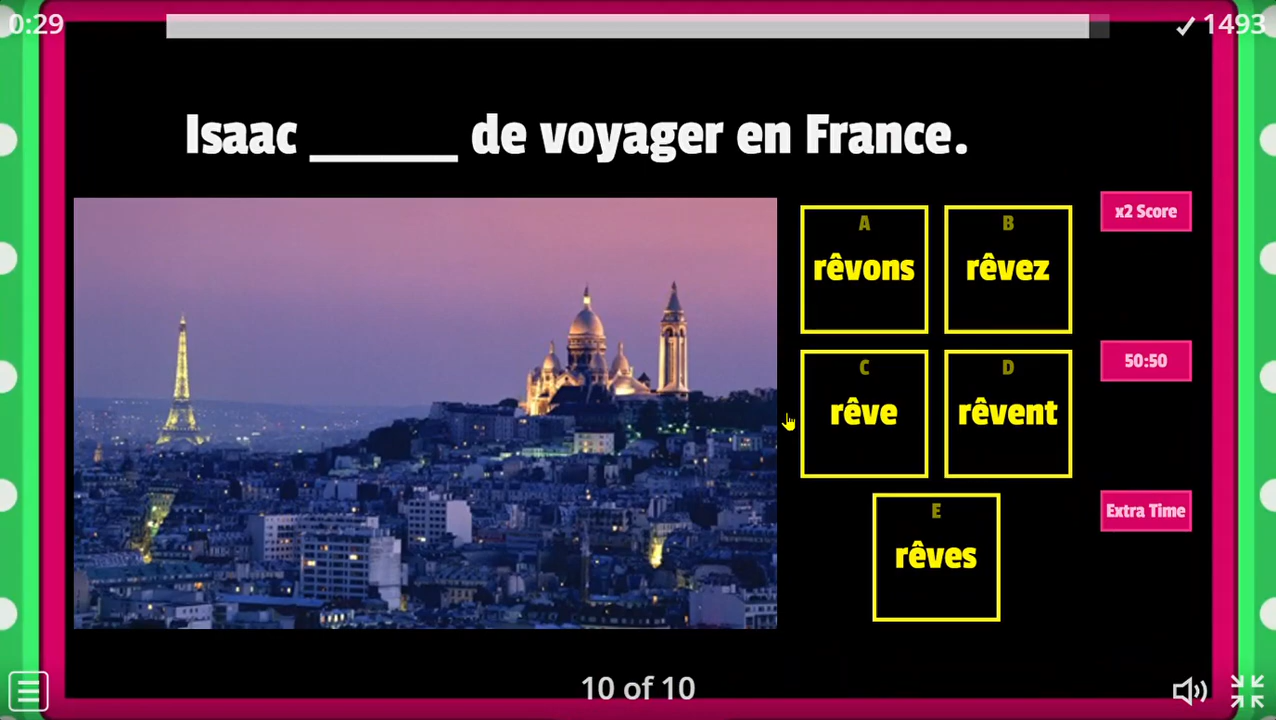 0:29
✓ 1493
Isaac ______ de voyager en France.
A
rêvons
B
rêvez
x2 Score
C
rêve
D
rêvent
50:50
E
rêves
Extra Time
10 of 10